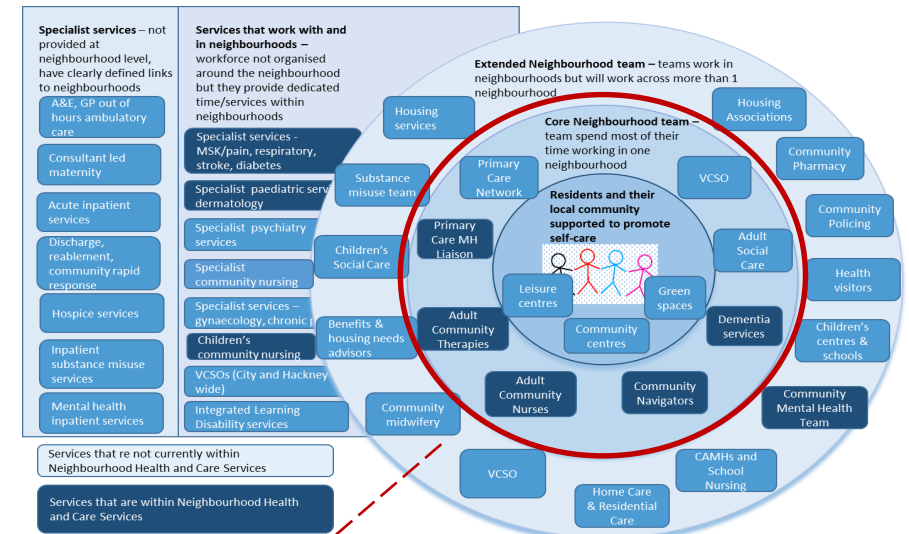 Specialist services – not
provided at
neighbourhood level,
have clearly defined links
to neighbourhoods
A&E, GP out of
hours ambulatory
care
Consultant led
maternity
Acute inpatient
services
Discharge,
reablement,
community rapid
response
Hospice services
Inpatient
substance misuse
services
Mental health
inpatient services
Services that work with and
in neighbourhoods –
workforce not organised
around the neighbourhood
but they provide dedicated
time/services within
neighbourhoods
Specialist services -
MSK/pain, respiratory,
stroke, diabetes
Specialist paediatric servi
dermatology
Specialist psychiatry
services
Specialist
community nursing
Specialist services –
gynaecology, chronic
Children's
community nursing
VCSOs (City and Hackney
wide)
Integrated Learning
Disability services
Extended Neighbourhood team – teams work in
neighbourhoods but will work across more than 1
neighbourhood
Housing
services
Substance
misuse team
Children's
Social Care
Benefits &
housing needs
advisors
Community
midwifery
VCSO
Home Care
& Residential
Care
CAMHs and
School
Nursing
Community
Mental Health
Team
Children's
centres &
schools
Health
visitors
Community
Policing
Community
Pharmacy
Housing
Associations
Core Neighbourhood team –
team spend most of their
time working in one
neighbourhood
Primary
Care
Network
VCSO
Primary
Care MH
Liaison
Adult
Social
Care
Adult
Community
Therapies
Dementia
services
Adult
Community
Nurses
Community
Navigators
Residents and their
local community
supported to promote
self-care
Leisure
centres
Green
spaces
Community
centres
Services that re not currently within
Neighbourhood Health and Care Services
Services that are within Neighbourhood Health
and Care Services